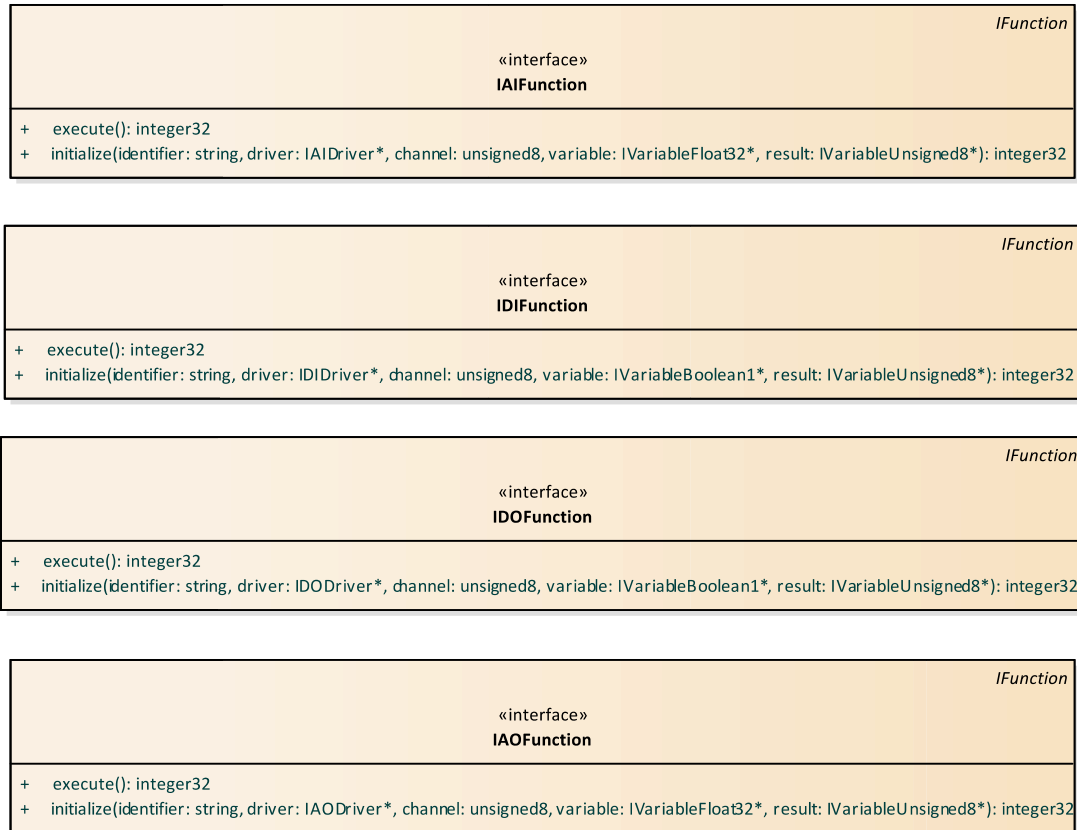 IFunction
«interface»
IAIFunction
+ execute(): integer32
+ initialize(identifier: string, driver: IAIDriver*, channel: unsigned8, variable: IVariableFloat32*, result: IVariableUnsigned8*): integer32
IFunction
«interface»
IDIFunction
+ execute(): integer32
+ initialize(identifier: string, driver: IDIDriver*, channel: unsigned8, variable: IVariableBoolean1*, result: IVariableUnsigned8*): integer32
IFunction
«interface»
IDOFunction
+ execute(): integer32
+ initialize(identifier: string, driver: IDODriver*, channel: unsigned8, variable: IVariableBoolean1*, result: IVariableUnsigned8*): integer32
IFunction
«interface»
IAOFunction
+ execute(): integer32
+ initialize(identifier: string, driver: IAODriver*, channel: unsigned8, variable: IVariableFloat32*, result: IVariableUnsigned8*): integer32